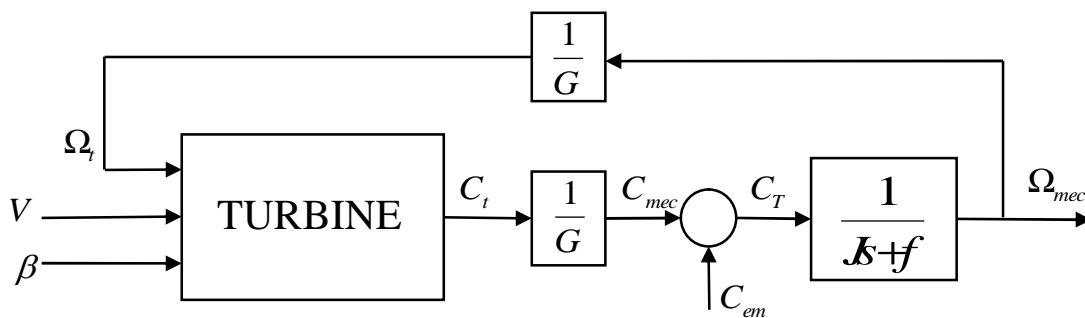 1
G
Ω_t
V
β
TURBINE
C_t
1
G
C_mec
C_em
C_T
1
Js+f
Ω_mec